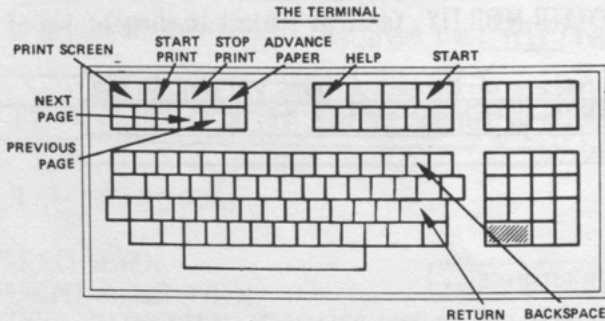 THE TERMINAL
PRINT SCREEN
START PRINT
STOP PRINT
ADVANCE PAPER
HELP
START
NEXT PAGE
PREVIOUS PAGE
RETURN
BACKSPACE